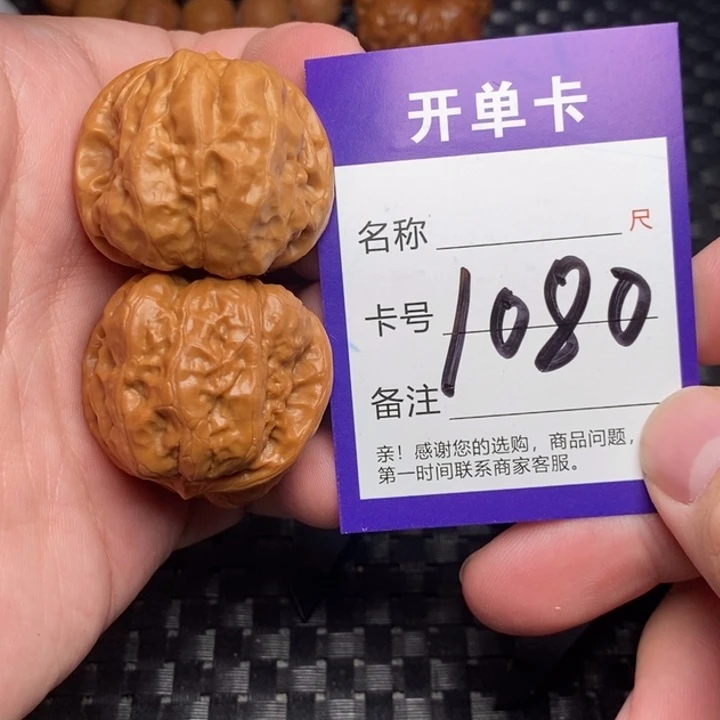 开单卡
名称 尺
卡号 1080
备注
亲！感谢您的选购，商品问题，
第一时间联系商家客服。